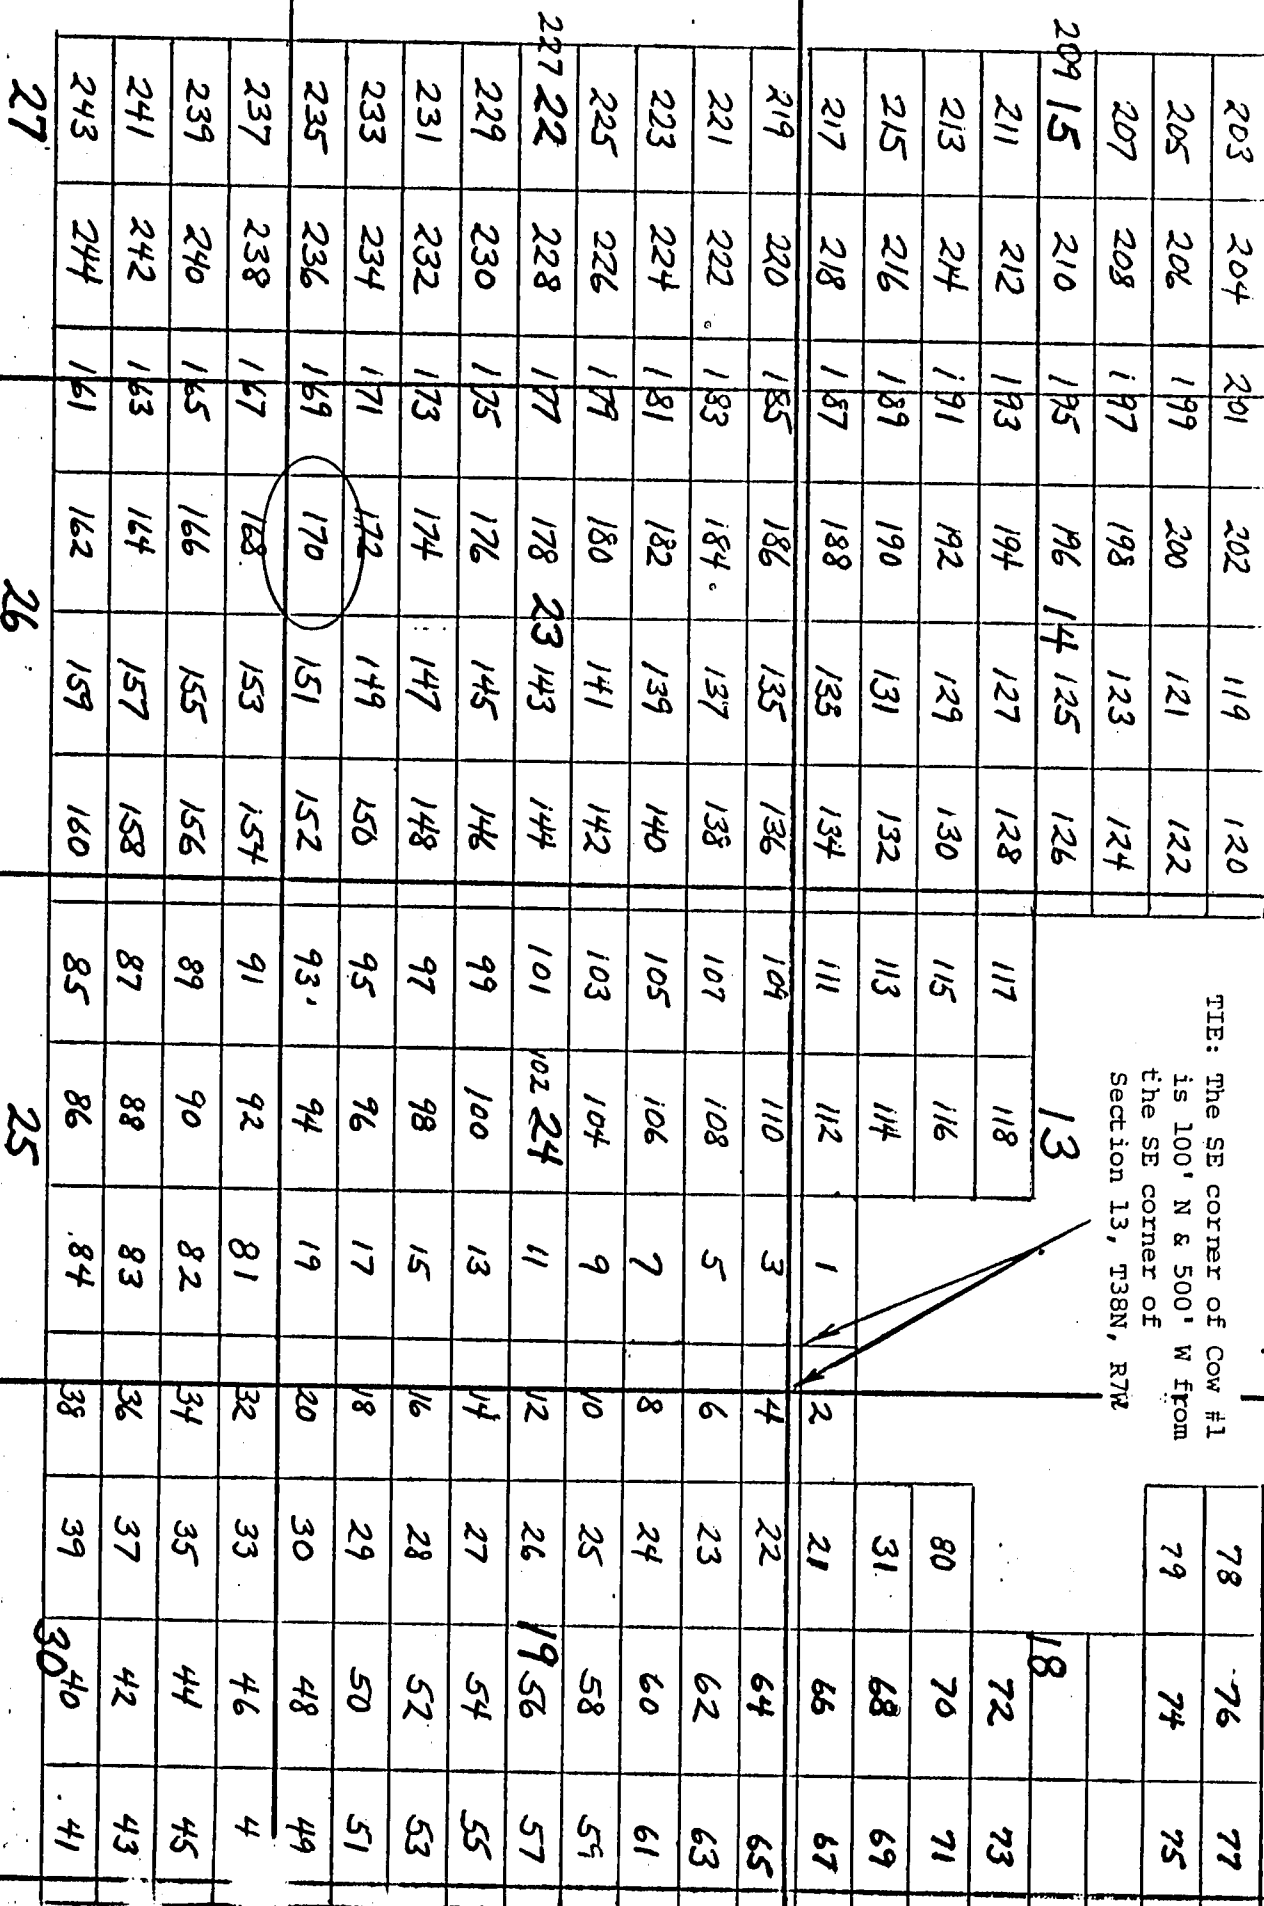 203 204 201 202 119 120 TIE: The SE corner of Cow #1 78 76 77
205 206 199 200 121 122 is 100' N & 500' W from 79 74 75
the SE corner of
207 208 197 198 123 124 Section 13, T38N, R7W
209 15 210 195 196 14 125 126 13 18
211 212 193 194 127 128 117 118 72 73
213 214 191 192 129 130 115 116 80 70 71
215 216 189 190 131 132 113 114 31 68 69
217 218 187 188 133 134 111 112 1 2 21 66 67
219 220 185 186 135 136 109 110 3 4 22 64 65
221 222 183 184 137 138 107 108 5 6 23 62 63
223 224 181 182 139 140 105 106 7 8 24 60 61
225 226 179 180 141 142 103 104 9 10 25 58 59
227 22 228 177 178 23 143 144 101 102 24 11 12 26 19 56 57
229 230 175 176 145 146 99 100 13 14 27 54 55
231 232 173 174 147 148 97 98 15 16 28 52 53
233 234 171 172 149 150 95 96 17 18 29 50 51
235 236 169 170 151 152 93 94 19 20 30 48 49
237 238 167 168 153 154 91 92 81 32 33 46 4
239 240 165 166 155 156 89 90 82 34 35 44 45
241 242 163 164 157 158 87 88 83 36 37 42 43
243 244 161 162 159 160 85 86 84 38 39 40 41
27 26 25 30